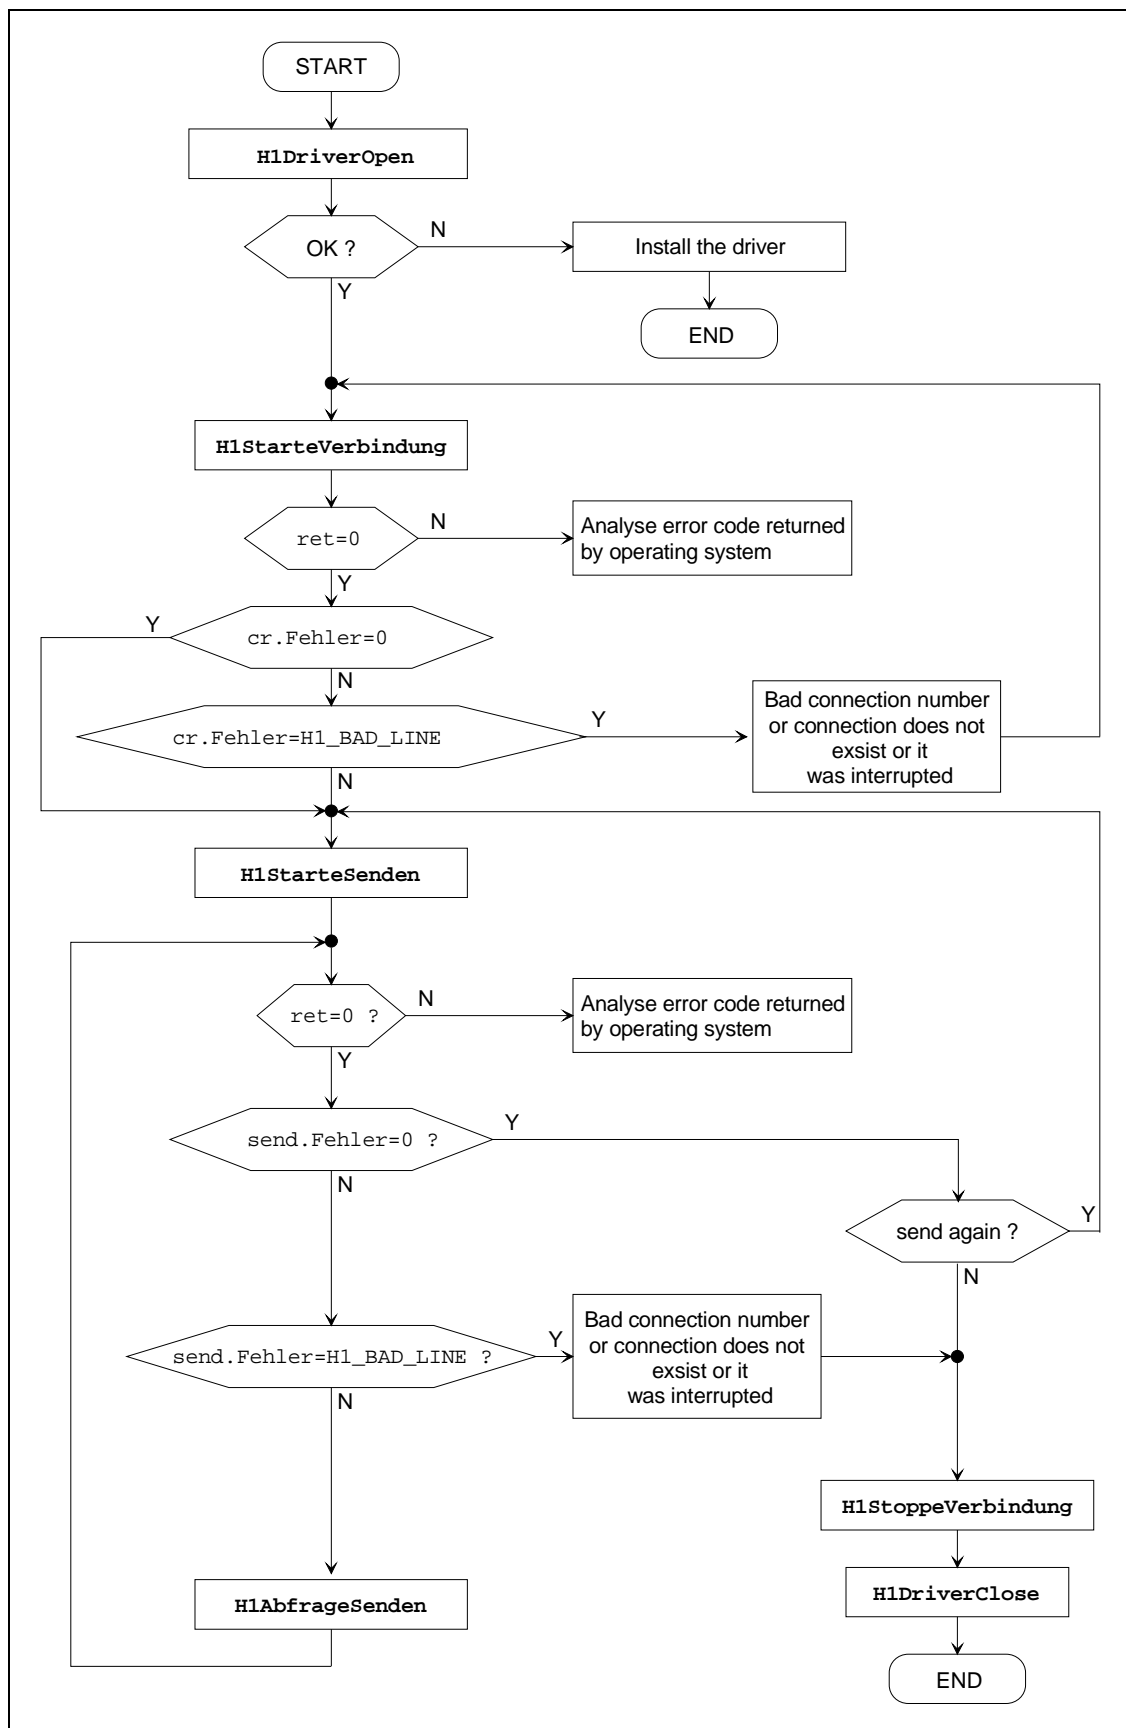 START
H1DriverOpen
OK ?
N
Install the driver
Y
END
H1StarteVerbindung
ret=0
N
Analyse error code returned
by operating system
Y
Y
cr.Fehler=0
N
cr.Fehler=H1_BAD_LINE
Y
Bad connection number
or connection does not
exsist or it
was interrupted
N
H1StarteSenden
ret=0 ?
N
Analyse error code returned
by operating system
Y
send.Fehler=0 ?
Y
N
send again ?
Y
N
send.Fehler=H1_BAD_LINE ?
Y
Bad connection number
or connection does not
exsist or it
was interrupted
N
H1StoppeVerbindung
H1AbfrageSenden
H1DriverClose
END